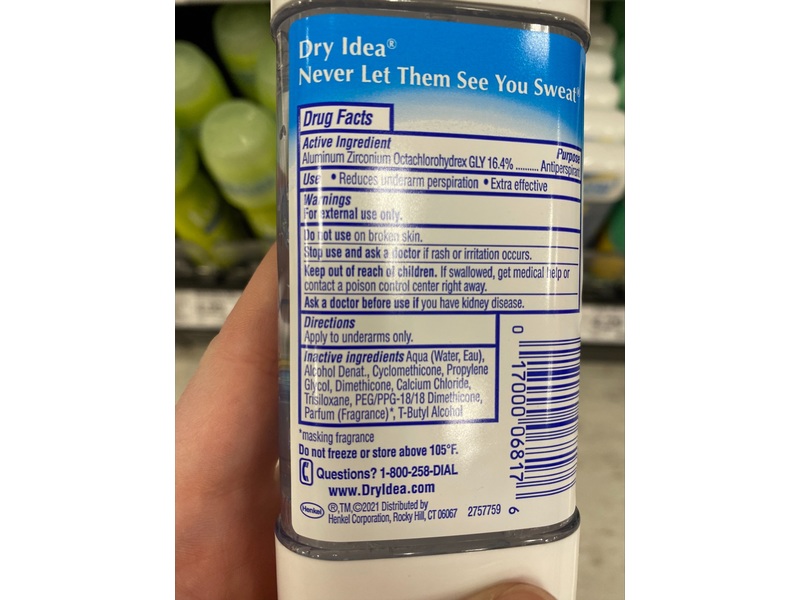 Dry Idea®
Never Let Them See You Sweat®
Drug Facts
Active Ingredient Purpose
Aluminum Zirconium Octachlorohydrex GLY 16.4% .......... Antiperspirant
Use • Reduces underarm perspiration • Extra effective
Warnings
For external use only.
Do not use on broken skin.
Stop use and ask a doctor if rash or irritation occurs.
Keep out of reach of children. If swallowed, get medical help or
contact a poison control center right away.
Ask a doctor before use if you have kidney disease.
Directions
Apply to underarms only.
Inactive ingredients Aqua (Water, Eau),
Alcohol Denat., Cyclomethicone, Propylene
Glycol, Dimethicone, Calcium Chloride,
Trisiloxane, PEG/PPG-18/18 Dimethicone,
Parfum (Fragrance)*, T-Butyl Alcohol
*masking fragrance
Do not freeze or store above 105°F.
Questions? 1-800-258-DIAL
www.DryIdea.com
Henkel
®,TM,©2021 Distributed by
Henkel Corporation, Rocky Hill, CT 06067 2757759
0 17000 06817 6